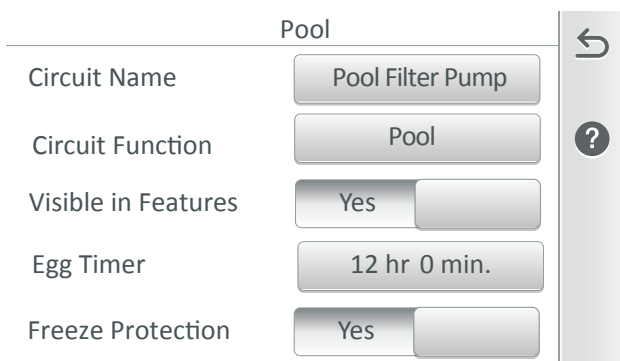 Pool
Circuit Name Pool Filter Pump
Circuit Function Pool
Visible in Features Yes
Egg Timer 12 hr 0 min.
Freeze Protection Yes
?